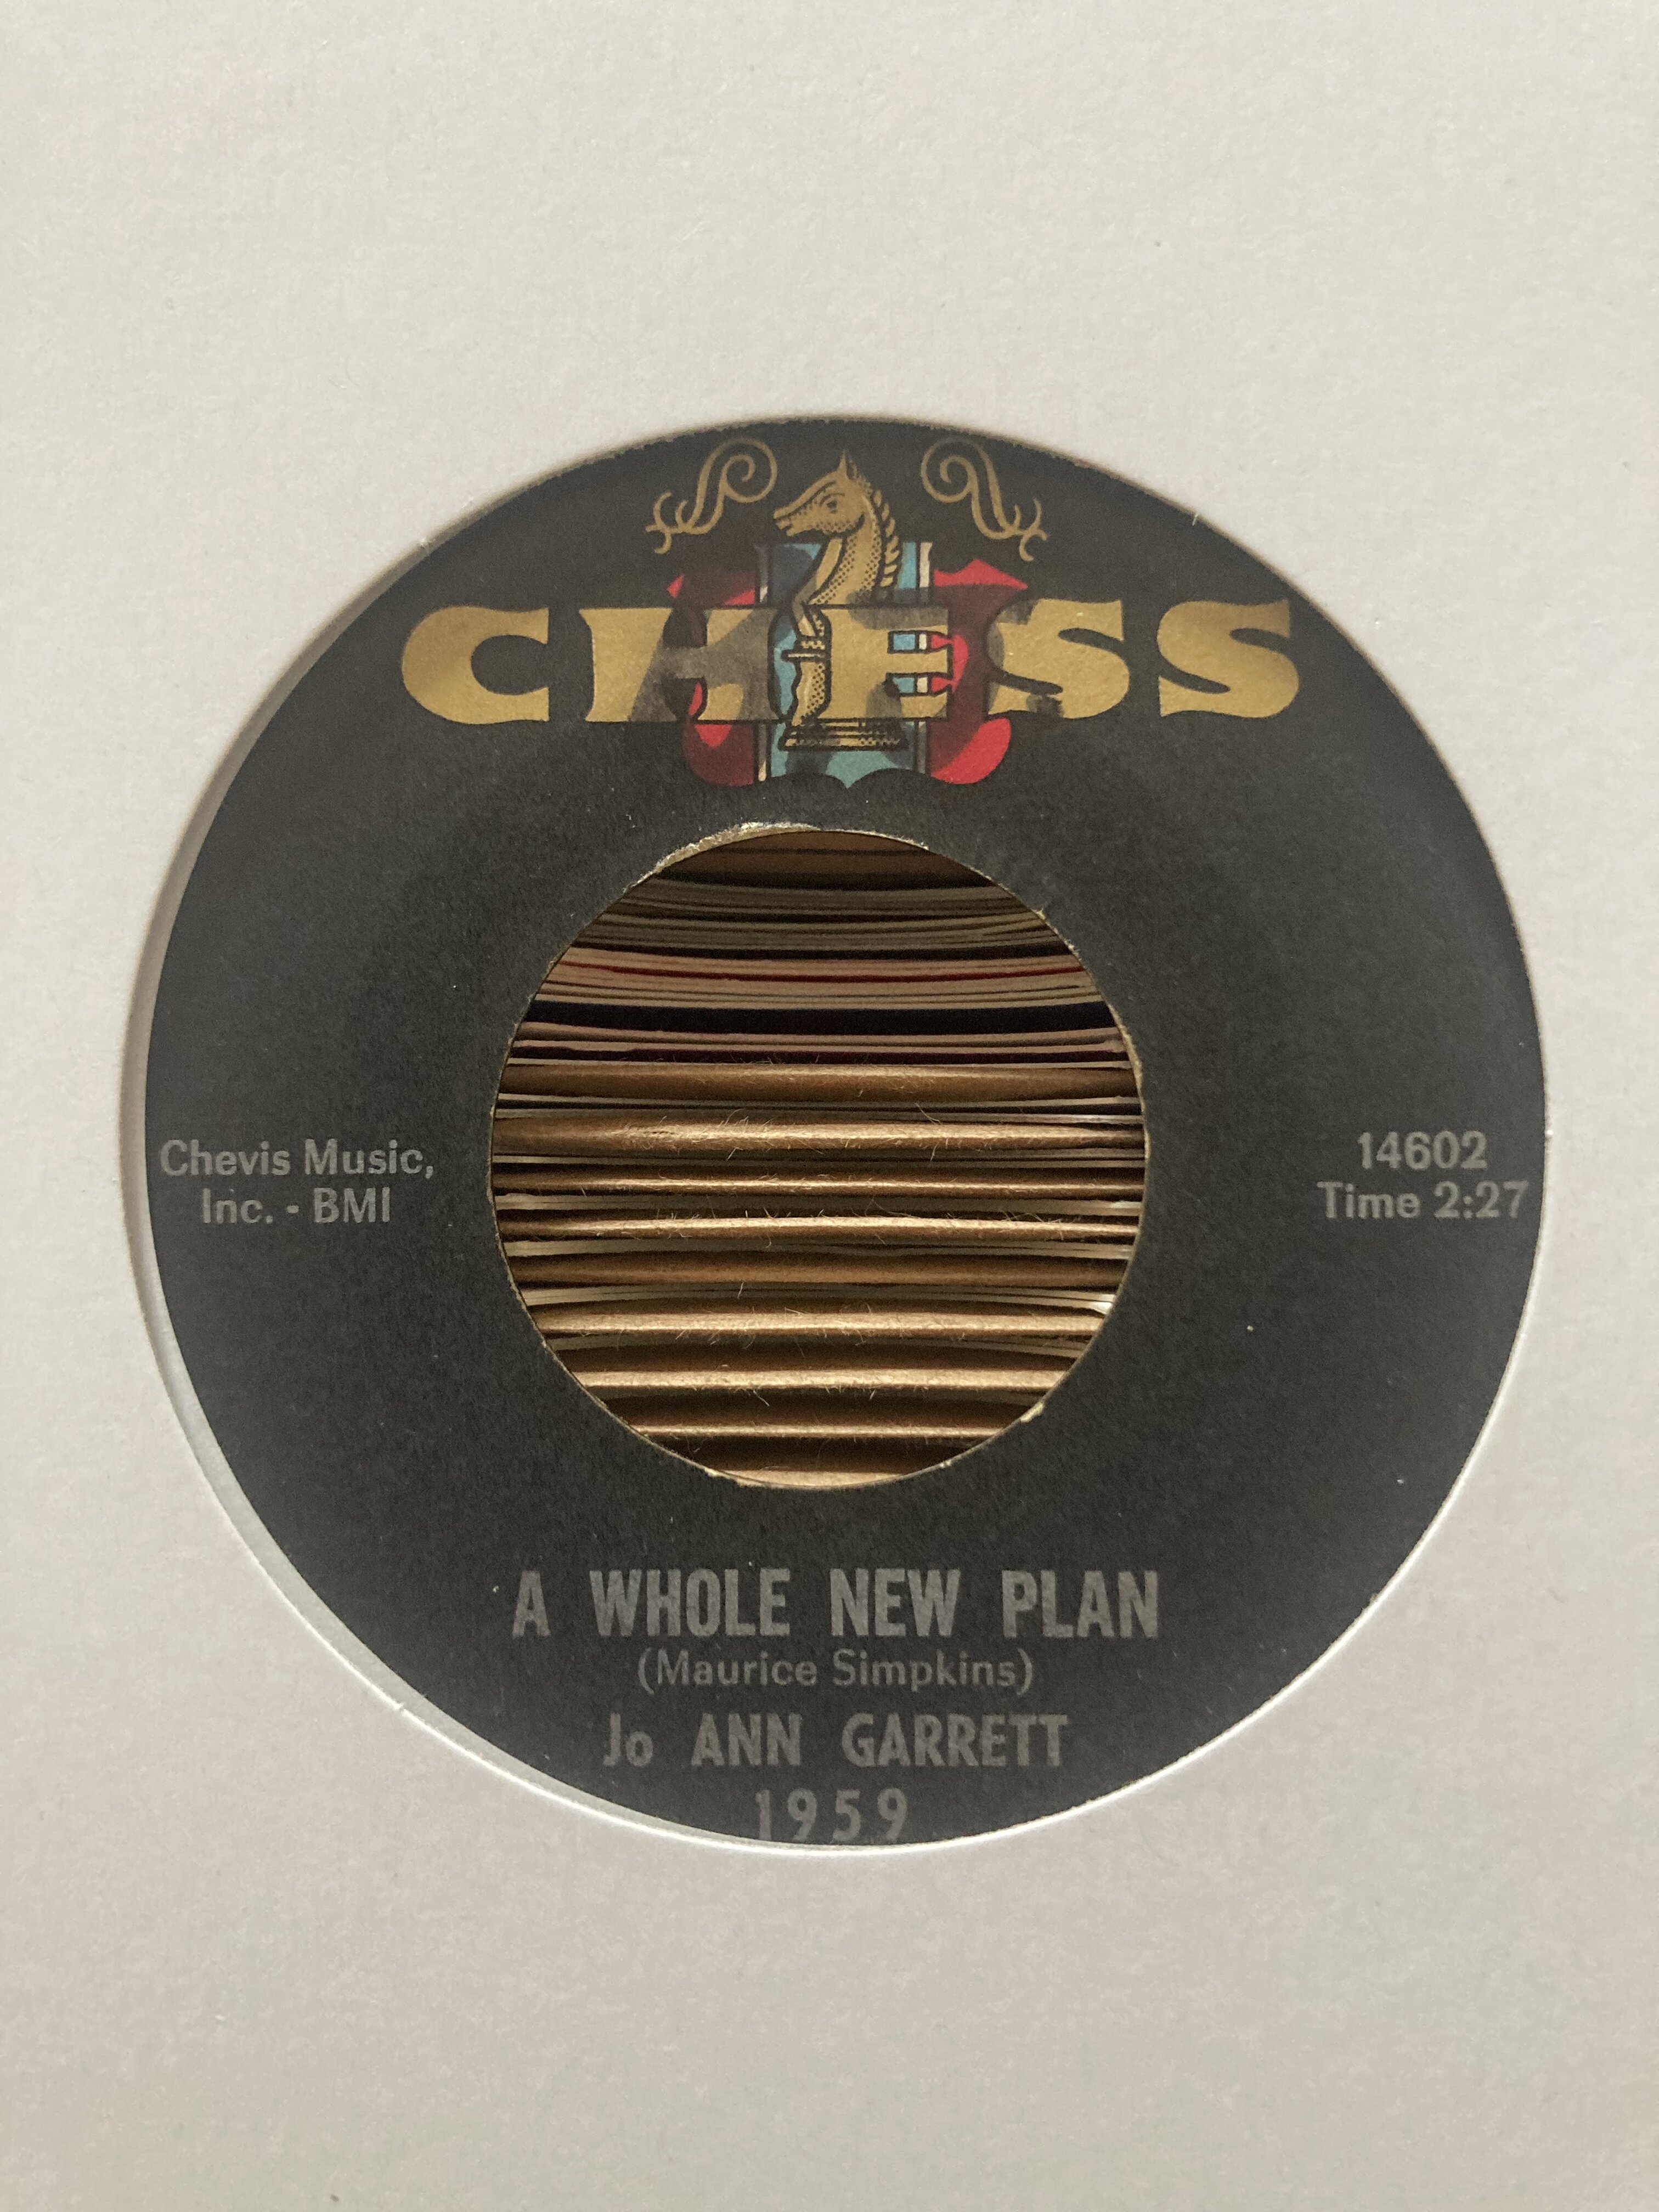 CHESS
Chevis Music,
Inc. - BMI
14602
Time 2:27
A WHOLE NEW PLAN
(Maurice Simpkins)
Jo ANN GARRETT
1959